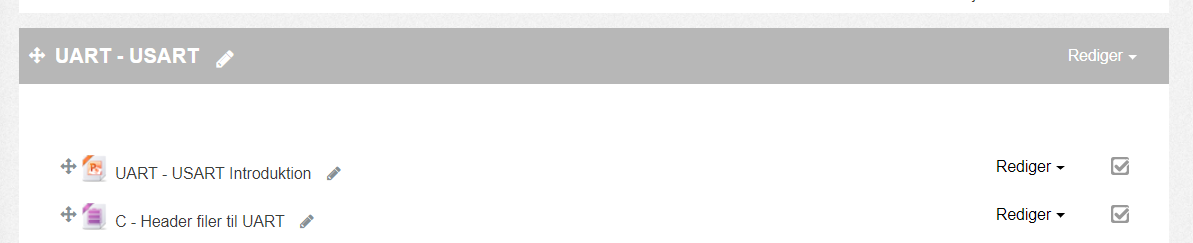 UART - USART Rediger
UART - USART Introduktion Rediger
C - Header filer til UART Rediger